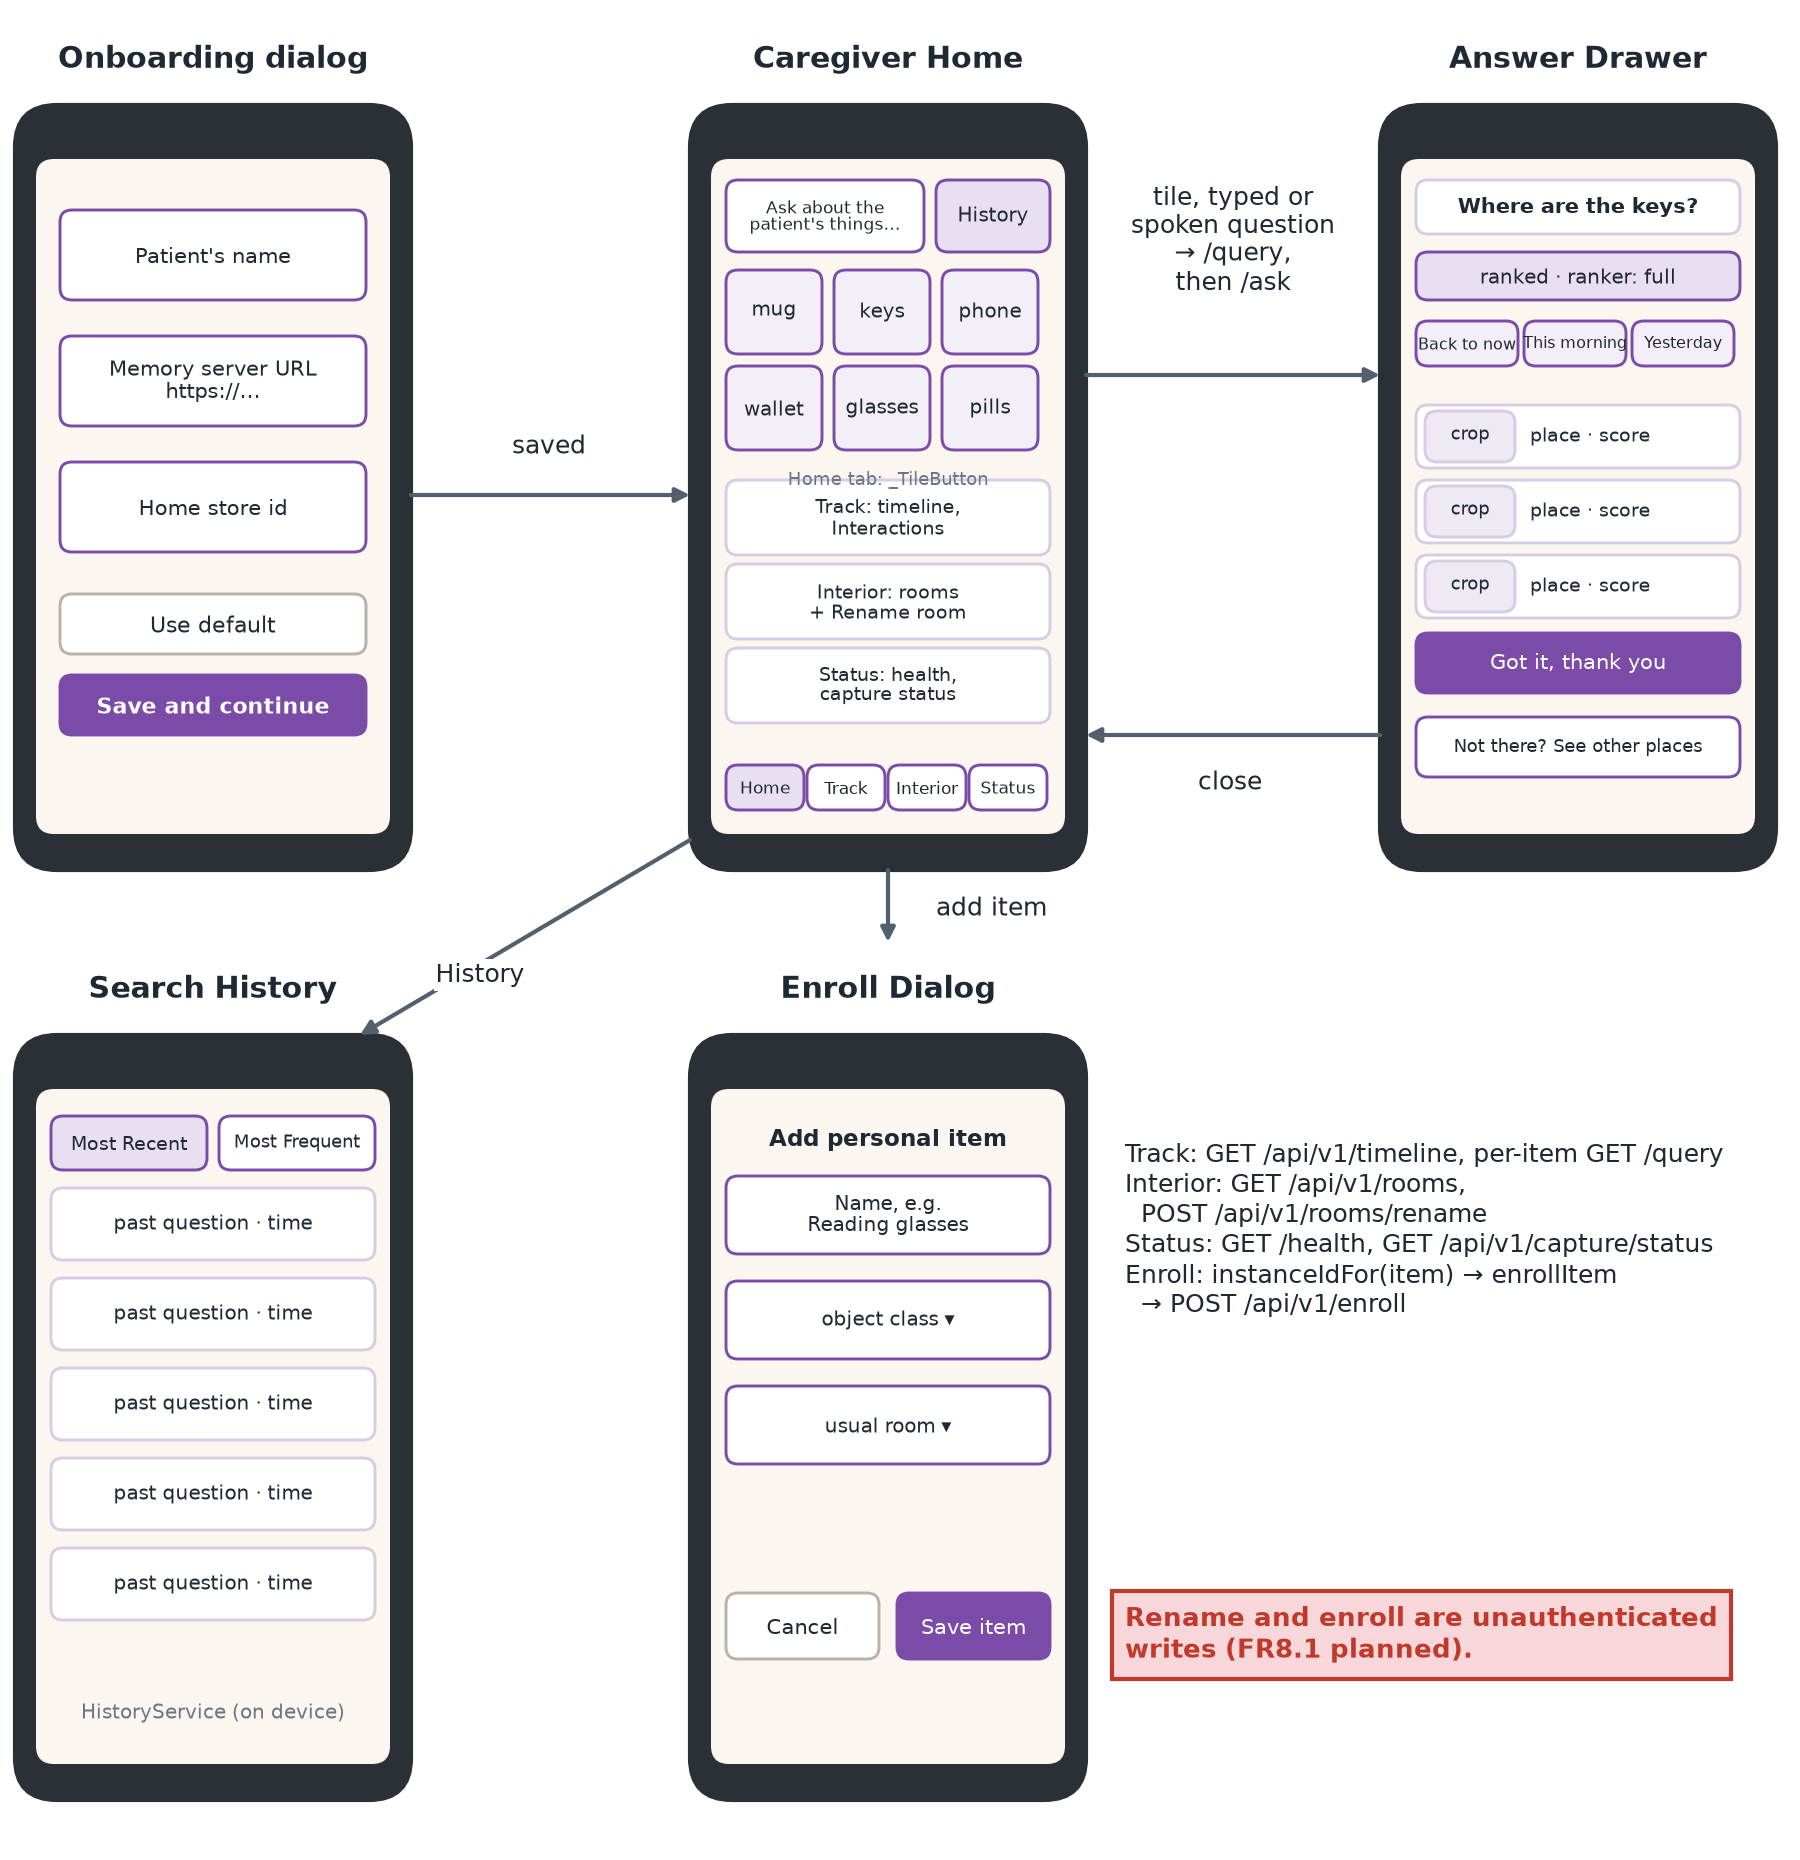 Onboarding dialog
Patient's name
Memory server URL
https://...
Home store id
Use default
Save and continue
saved
Caregiver Home
Ask about the
patient's things...
History
mug
keys
phone
wallet
glasses
pills
Home tab: _TileButton
Track: timeline,
Interactions
Interior: rooms
+ Rename room
Status: health,
capture status
Home
Track
Interior
Status
tile, typed or
spoken question
→ /query,
then /ask
close
Answer Drawer
Where are the keys?
ranked · ranker: full
Back to now
This morning
Yesterday
crop
place · score
crop
place · score
crop
place · score
Got it, thank you
Not there? See other places
History
add item
Search History
Most Recent
Most Frequent
past question · time
past question · time
past question · time
past question · time
past question · time
HistoryService (on device)
Enroll Dialog
Add personal item
Name, e.g.
Reading glasses
object class ▾
usual room ▾
Cancel
Save item
Track: GET /api/v1/timeline, per-item GET /query
Interior: GET /api/v1/rooms,
POST /api/v1/rooms/rename
Status: GET /health, GET /api/v1/capture/status
Enroll: instanceIdFor(item) → enrollItem
→ POST /api/v1/enroll
Rename and enroll are unauthenticated
writes (FR8.1 planned).